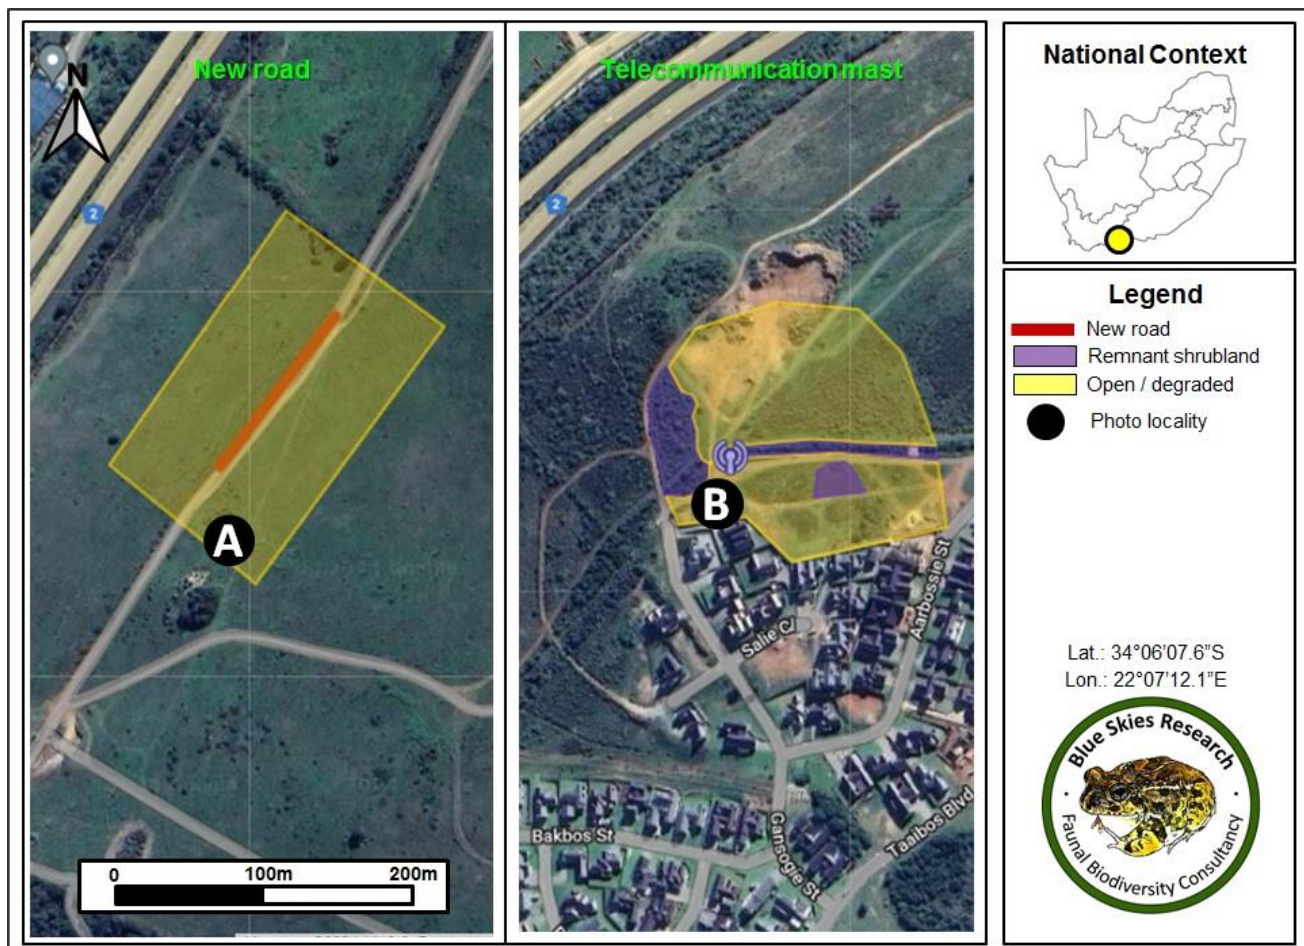 New road
N
2
A
0
100m
200m
Telecommunication mast
2
B
Salie C
Aarbossie St
Bakbos St
Gansogie St
Taaibos Blvd
National Context
Legend
New road
Remnant shrubland
Open / degraded
Photo locality
Lat.: 34°06'07.6”S
Lon.: 22°07'12.1”E
Blue Skies Research
Faunal Biodiversity Consultancy